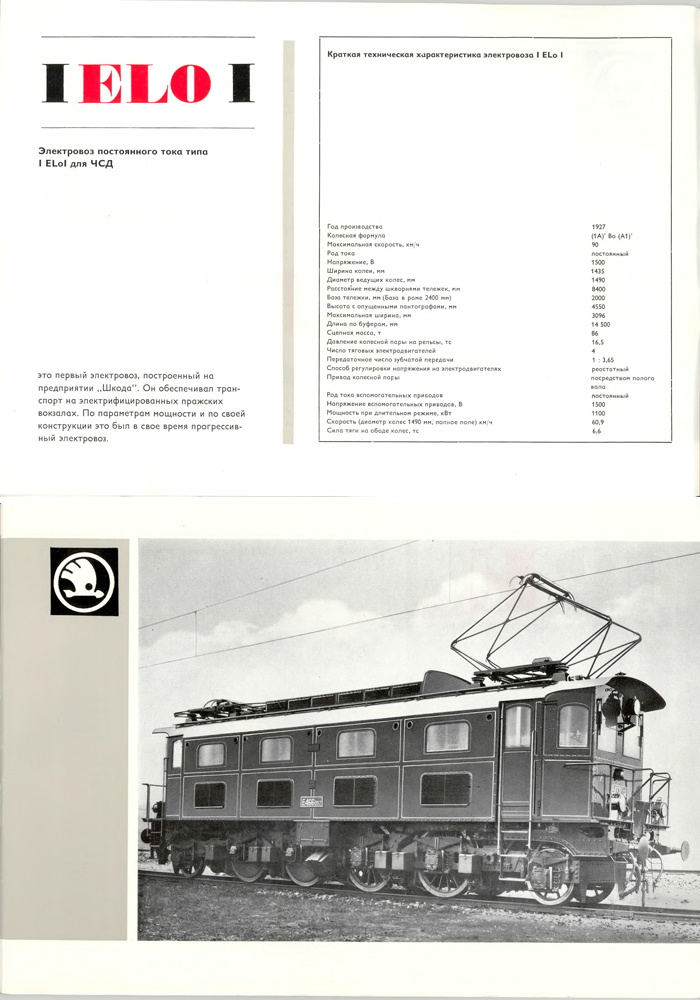 I ELO I
Электровоз постоянного тока типа
I ELoI для ЧСД
это первый электровоз, построенный на
предприятии „Шкода“. Он обеспечивал тран-
спорт на электрифицированных пражских
вокзалах. По параметрам мощности и по своей
конструкции это был в свое время прогрессив-
ный электровоз.
Краткая техническая характеристика электровоза I ELo I
Год производства 1927
Колесная формула (1A)' Bo (A1)'
Максимальная скорость, км/ч 90
Род тока постоянный
Напряжение, В 1500
Ширина колеи, мм 1435
Диаметр ведущих колес, мм 1490
Расстояние между шкворнями тележек, мм 8400
База тележки, мм (База в раме 2400 мм) 2000
Высота с опущенными пантографами, мм 4550
Максимальная ширина, мм 3096
Длина по буферам, мм 14 500
Сцепная масса, т 86
Давление колесной пары на рельсы, тс 16,5
Число тяговых электродвигателей 4
Передаточное число зубчатой передачи 1 : 3,65
Способ регулировки напряжения на электродвигателях реостатный
Привод колесной пары посредством полого
вала
Род тока вспомогательных приводов постоянный
Напряжение вспомогательных приводов, В 1500
Мощность при длительном режиме, кВт 1100
Скорость (диаметр колес 1490 мм, полное поле) км/ч 60,9
Сила тяги на ободе колес, тс 6,6